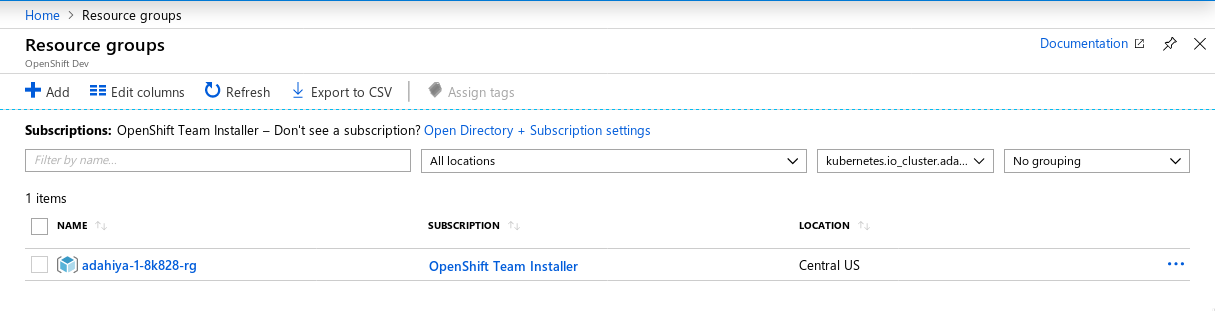 Home > Resource groups
Resource groups
Documentation
OpenShift Dev
Add Edit columns Refresh Export to CSV Assign tags
Subscriptions: OpenShift Team Installer – Don't see a subscription? Open Directory + Subscription settings
Filter by name... All locations kubernetes.io_cluster.ada... No grouping
1 items
NAME SUBSCRIPTION LOCATION
adahiya-1-8k828-rg OpenShift Team Installer Central US